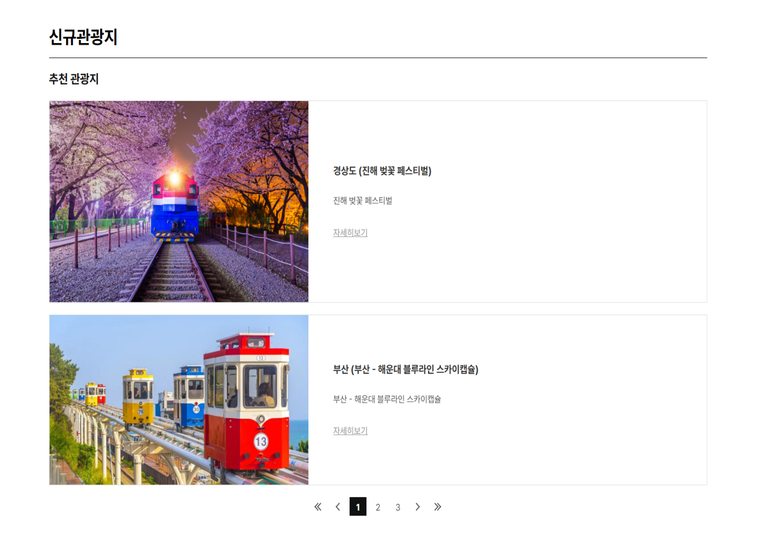 신규관광지
추천 관광지
경상도 (진해 벚꽃 페스티벌)
진해 벚꽃 페스티벌
자세히보기
13
부산 (부산 - 해운대 블루라인 스카이캡슐)
부산 - 해운대 블루라인 스카이캡슐
자세히보기
1 2 3